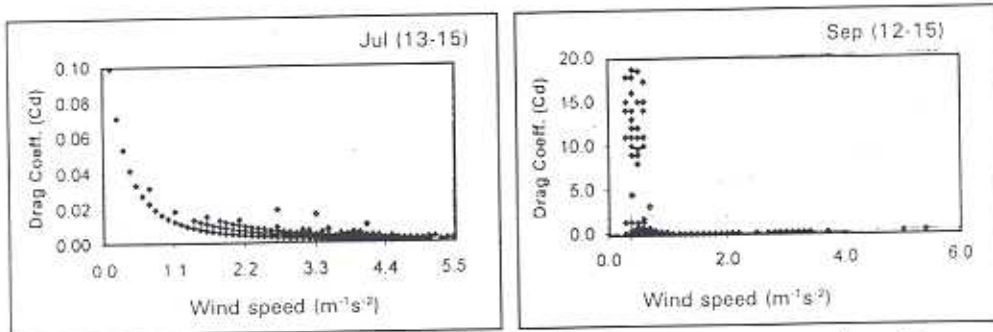 Jul (13-15)
Drag Coeff. (Cd)
0.10
0.08
0.06
0.04
0.02
0.00
0.0 1.1 2.2 3.3 4.4 5.5
Wind speed (m⁻¹s⁻²)
Sep (12-15)
Drag Coeff. (Cd)
20.0
15.0
10.0
5.0
0.0
0.0 2.0 4.0 6.0
Wind speed (m⁻¹s⁻²)